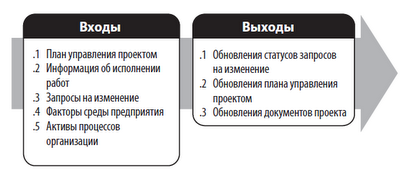 Входы
.1 План управления проектом
.2 Информация об исполнении
работ
.3 Запросы на изменение
.4 Факторы среды предприятия
.5 Активы процессов
организации
Выходы
.1 Обновления статусов запросов
на изменение
.2 Обновления плана управления
проектом
.3 Обновления документов проекта